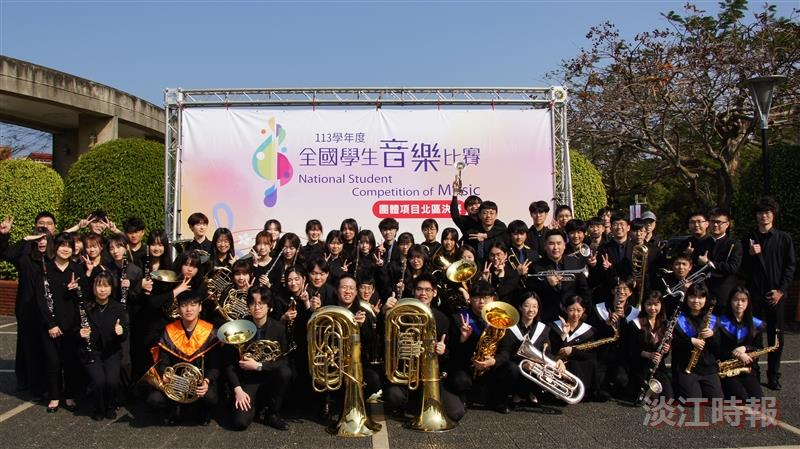 113學年度
全國學生音樂比賽
National Student
Competition of Music
團體項目北區決
淡江時報